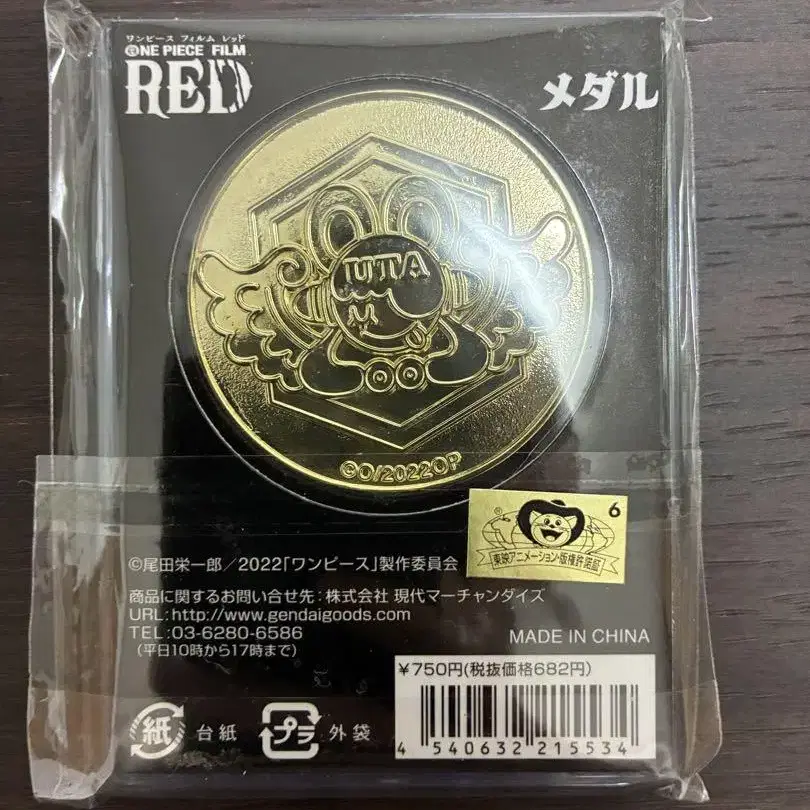 ワンピース フィルム レッド
ONE PIECE FILM
RED
メダル
UTA
©O/2022OP
® 6
東映アニメーション・版権許諾品
©尾田栄一郎／2022「ワンピース」製作委員会
商品に関するお問い合せ先：株式会社 現代マーチャンダイズ
URL:http://www.gendaigoods.com
TEL:03-6280-6586
(平日10時から17時まで)
MADE IN CHINA
¥750円(税抜価格682円)
紙 台紙 プラ 外袋
4 540632 215534